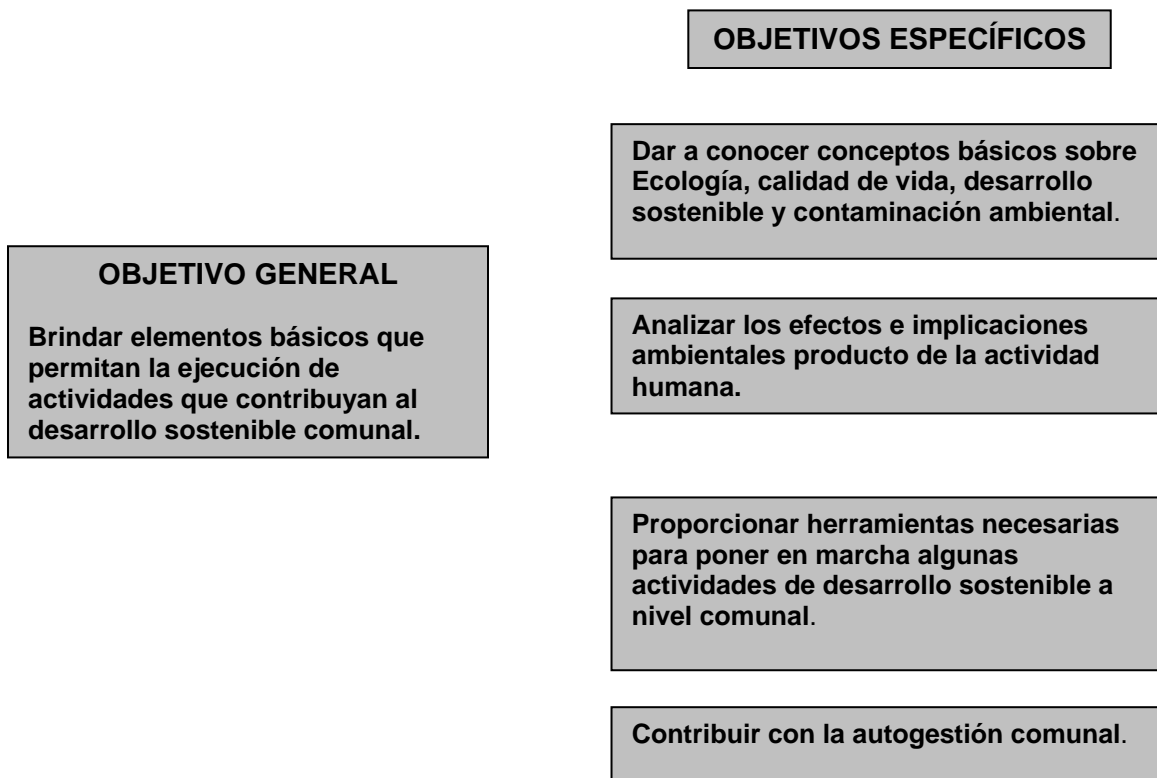 OBJETIVOS ESPECÍFICOS
Dar a conocer conceptos básicos sobre
Ecología, calidad de vida, desarrollo
sostenible y contaminación ambiental.
OBJETIVO GENERAL
Brindar elementos básicos que
permitan la ejecución de
actividades que contribuyan al
desarrollo sostenible comunal.
Analizar los efectos e implicaciones
ambientales producto de la actividad
humana.
Proporcionar herramientas necesarias
para poner en marcha algunas
actividades de desarrollo sostenible a
nivel comunal.
Contribuir con la autogestión comunal.